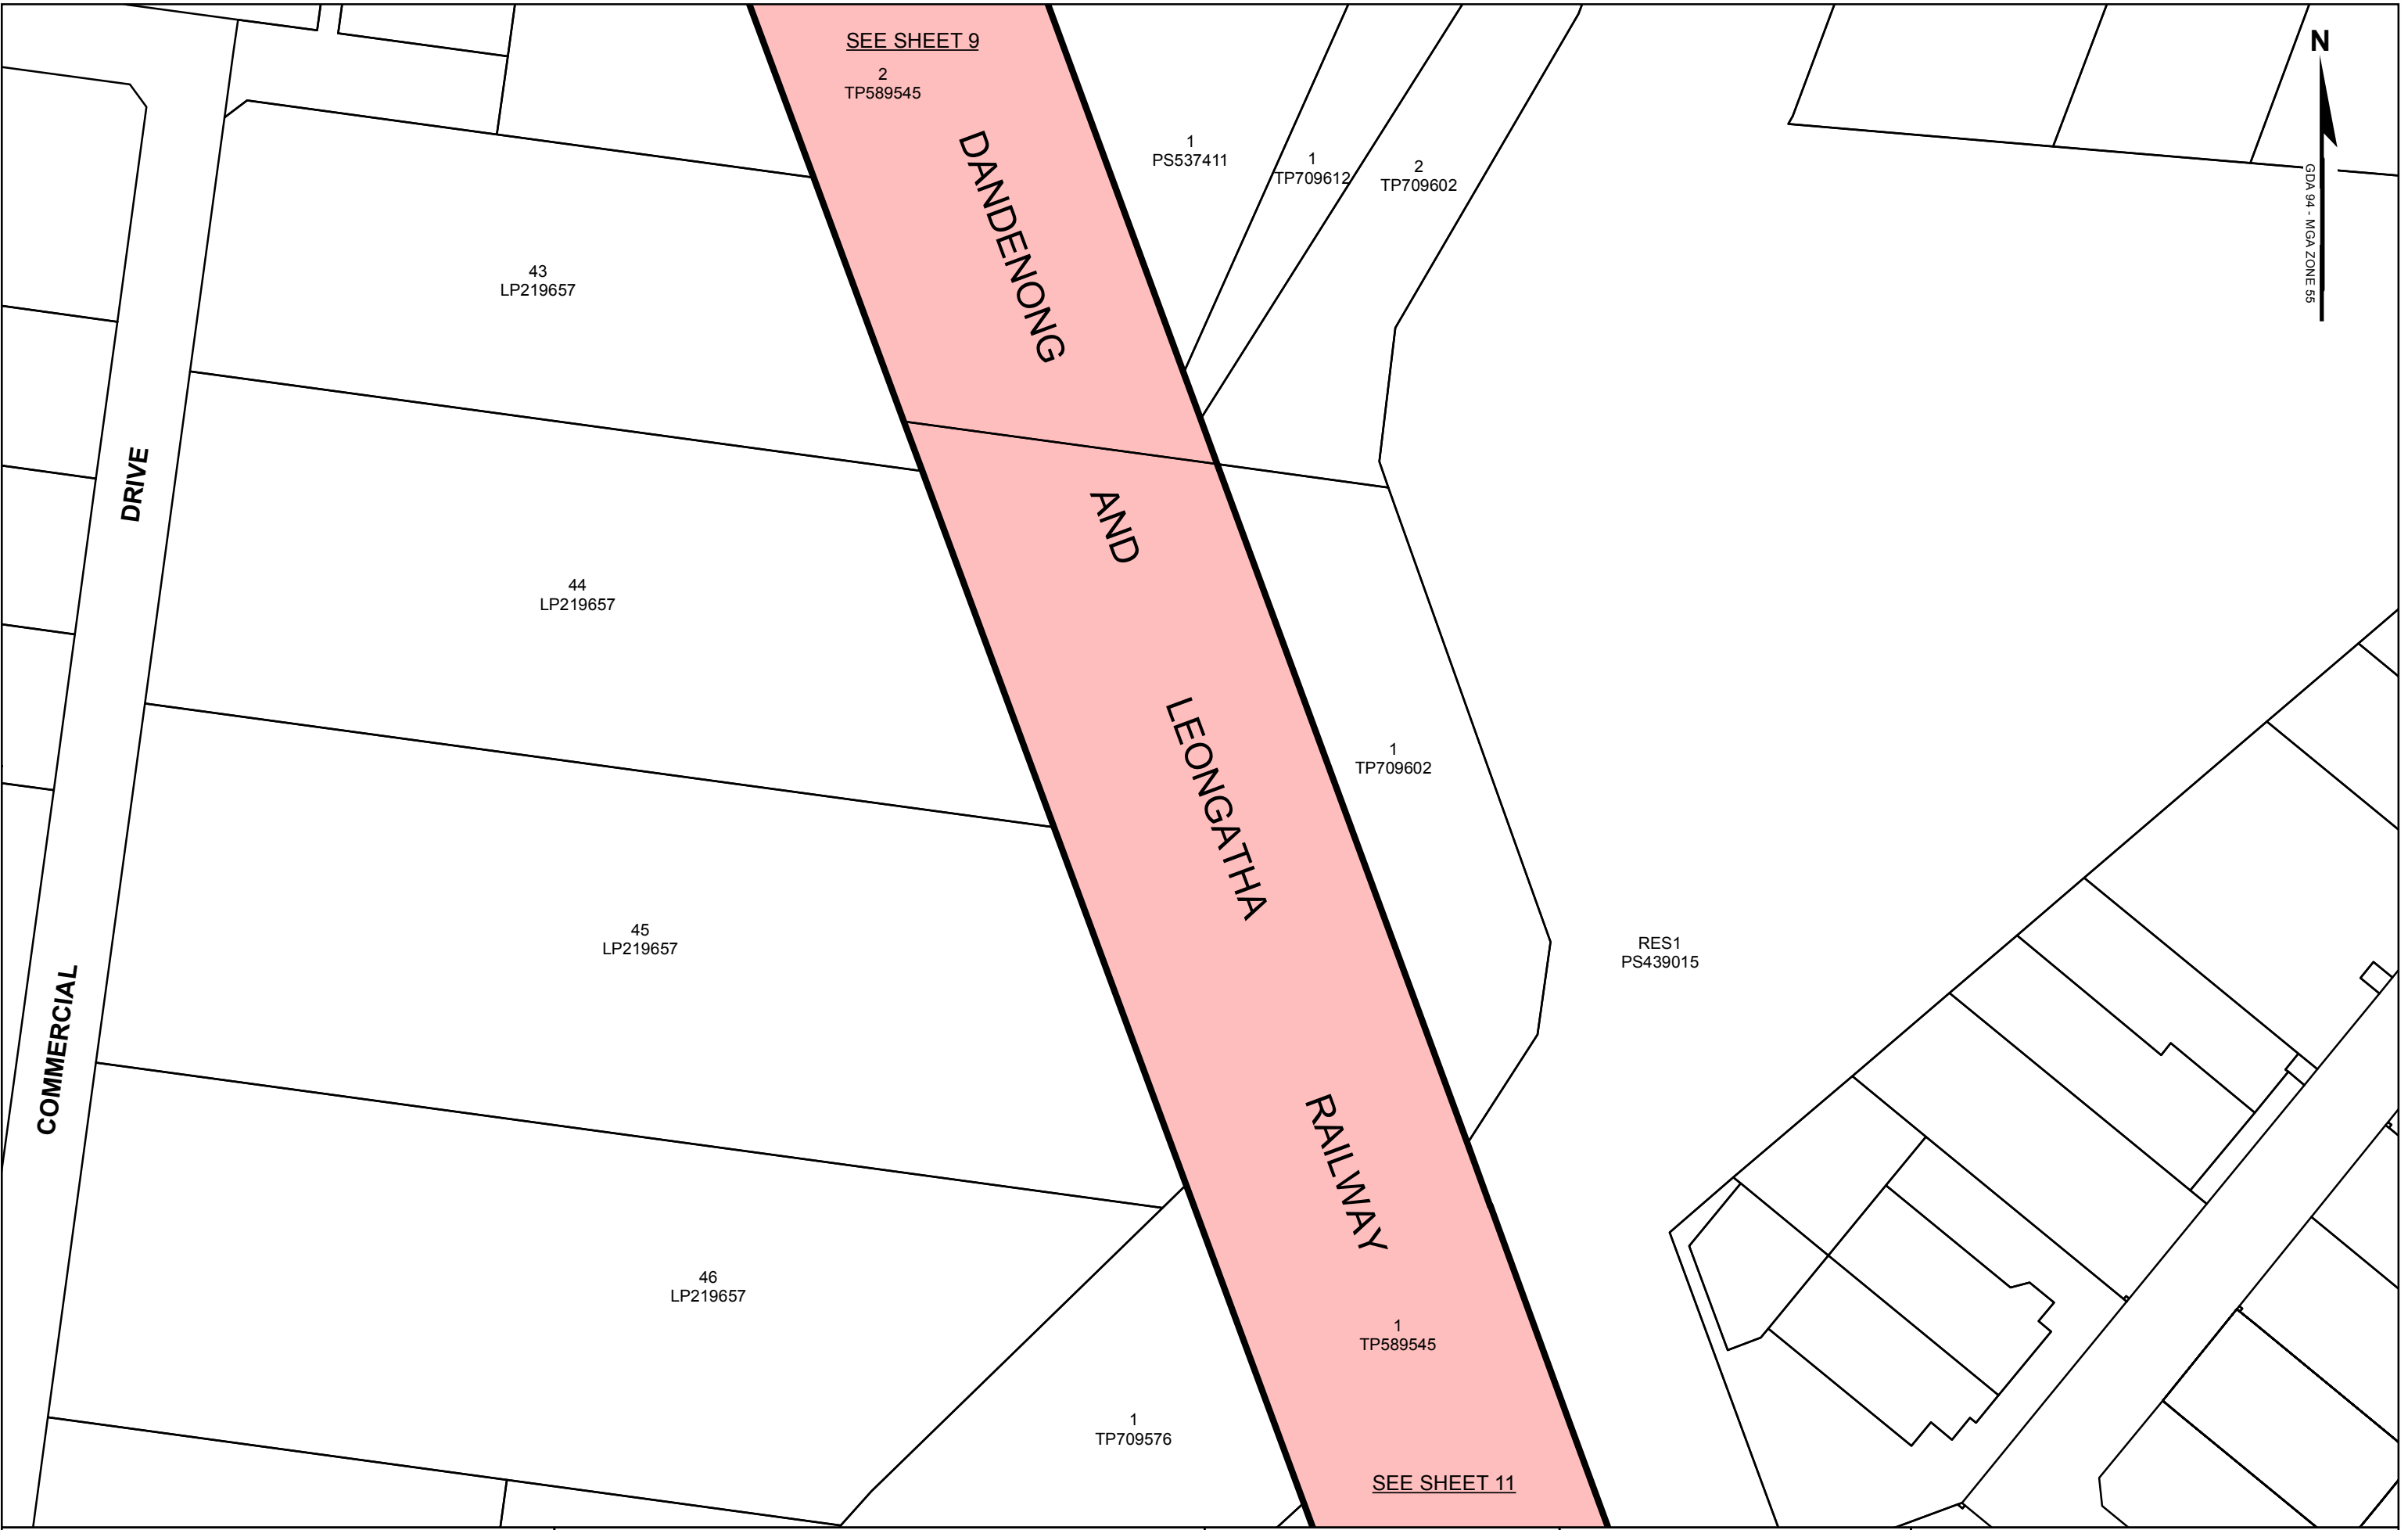 SEE SHEET 9
2
TP589545
N
GDA 94 - MGA ZONE 55
DANDENONG
1
PS537411
1
TP709612
2
TP709602
43
LP219657
DRIVE
AND
44
LP219657
LEONGATHA
1
TP709602
45
LP219657
RES1
PS439015
COMMERCIAL
RAILWAY
46
LP219657
1
TP589545
1
TP709576
SEE SHEET 11